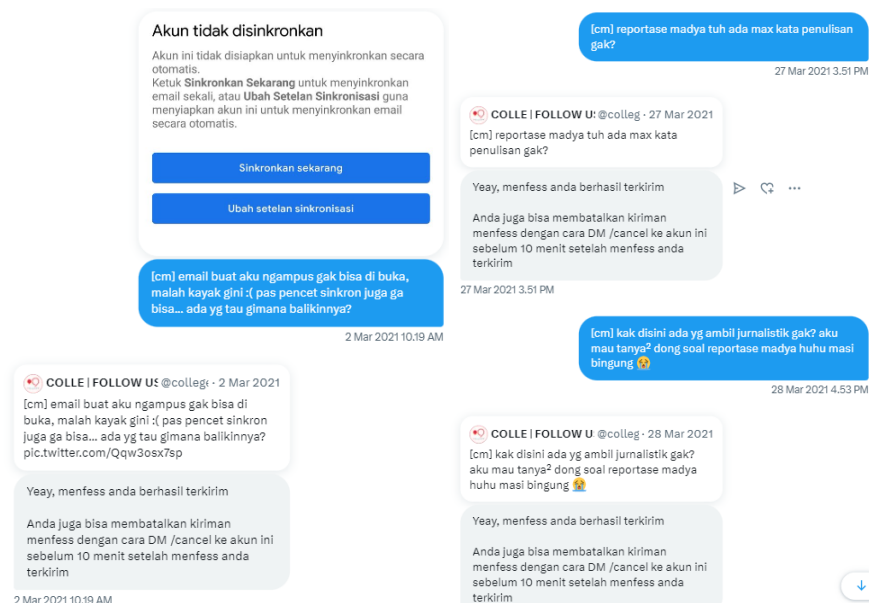 Akun tidak disinkronkan
Akun ini tidak disiapkan untuk menyinkronkan secara
otomatis.
Ketuk Sinkronkan Sekarang untuk menyinkronkan
email sekali, atau Ubah Setelan Sinkronisasi guna
menyiapkan akun ini untuk menyinkronkan email
secara otomatis.
Sinkronkan sekarang
Ubah setelan sinkronisasi
[cm] email buat aku ngampus gak bisa di buka,
malah kayak gini :( pas pencet sinkron juga ga
bisa... ada yg tau gimana balikinnya?
2 Mar 2021 10.19 AM
COLLE | FOLLOW US @college · 2 Mar 2021
[cm] email buat aku ngampus gak bisa di
buka, malah kayak gini :( pas pencet sinkron
juga ga bisa... ada yg tau gimana balikinnya?
pic.twitter.com/Qqw3osx7sp
Yeay, menfess anda berhasil terkirim
Anda juga bisa membatalkan kiriman
menfess dengan cara DM /cancel ke akun ini
sebelum 10 menit setelah menfess anda
terkirim
2 Mar 2021 10.19 AM
[cm] reportase madya tuh ada max kata penulisan
gak?
27 Mar 2021 3.51 PM
COLLE | FOLLOW U: @colleg · 27 Mar 2021
[cm] reportase madya tuh ada max kata
penulisan gak?
Yeay, menfess anda berhasil terkirim
Anda juga bisa membatalkan kiriman
menfess dengan cara DM /cancel ke akun ini
sebelum 10 menit setelah menfess anda
terkirim
27 Mar 2021 3.51 PM
[cm] kak disini ada yg ambil jurnalistik gak? aku
mau tanya² dong soal reportase madya huhu masi
bingung 😭
28 Mar 2021 4.53 PM
COLLE | FOLLOW U @colleg · 28 Mar 2021
[cm] kak disini ada yg ambil jurnalistik gak?
aku mau tanya² dong soal reportase madya
huhu masi bingung 😭
Yeay, menfess anda berhasil terkirim
Anda juga bisa membatalkan kiriman
menfess dengan cara DM /cancel ke akun ini
sebelum 10 menit setelah menfess anda
terkirim